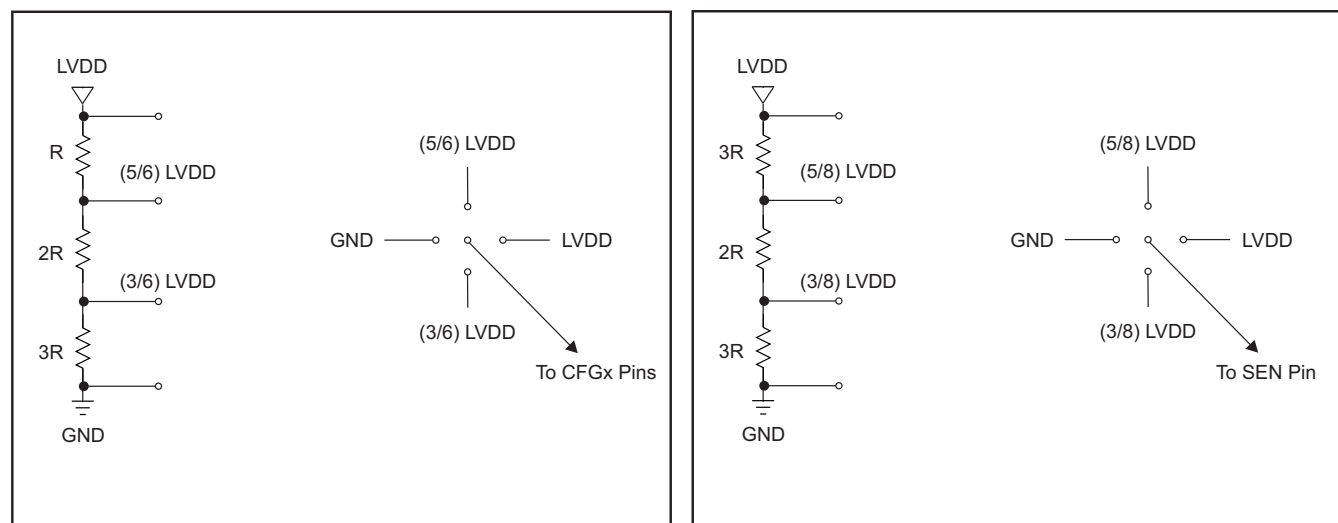 LVDD
R
(5/6) LVDD
2R
(3/6) LVDD
3R
GND
(5/6) LVDD
GND
LVDD
(3/6) LVDD
To CFGx Pins
LVDD
3R
(5/8) LVDD
2R
(3/8) LVDD
3R
GND
(5/8) LVDD
GND
LVDD
(3/8) LVDD
To SEN Pin